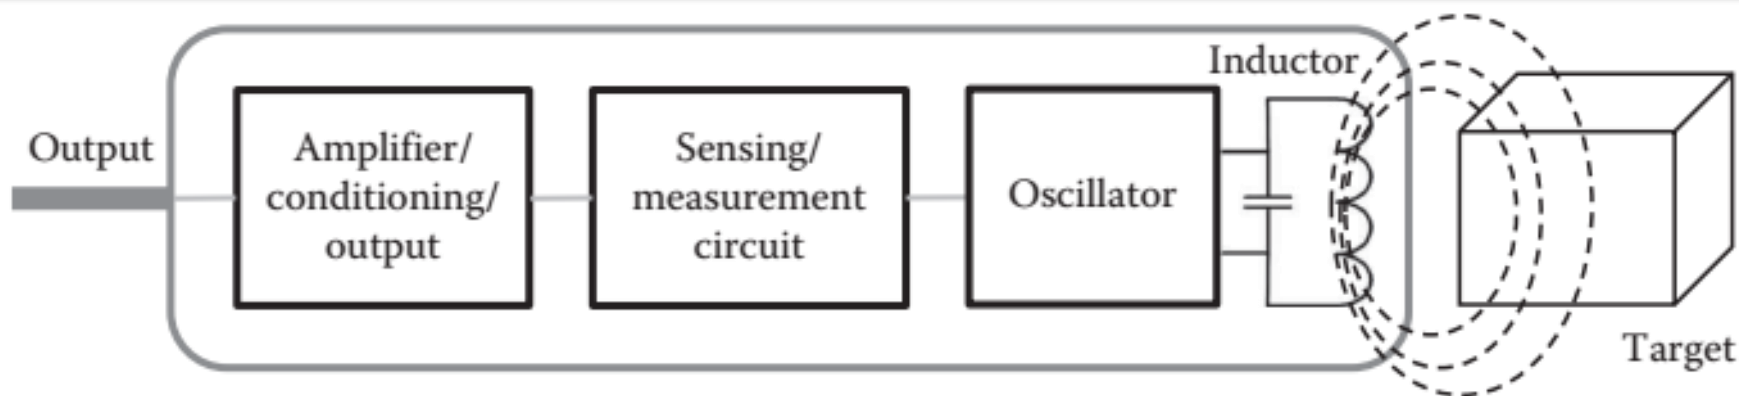 Inductor
Output
Amplifier/
conditioning/
output
Sensing/
measurement
circuit
Oscillator
Target